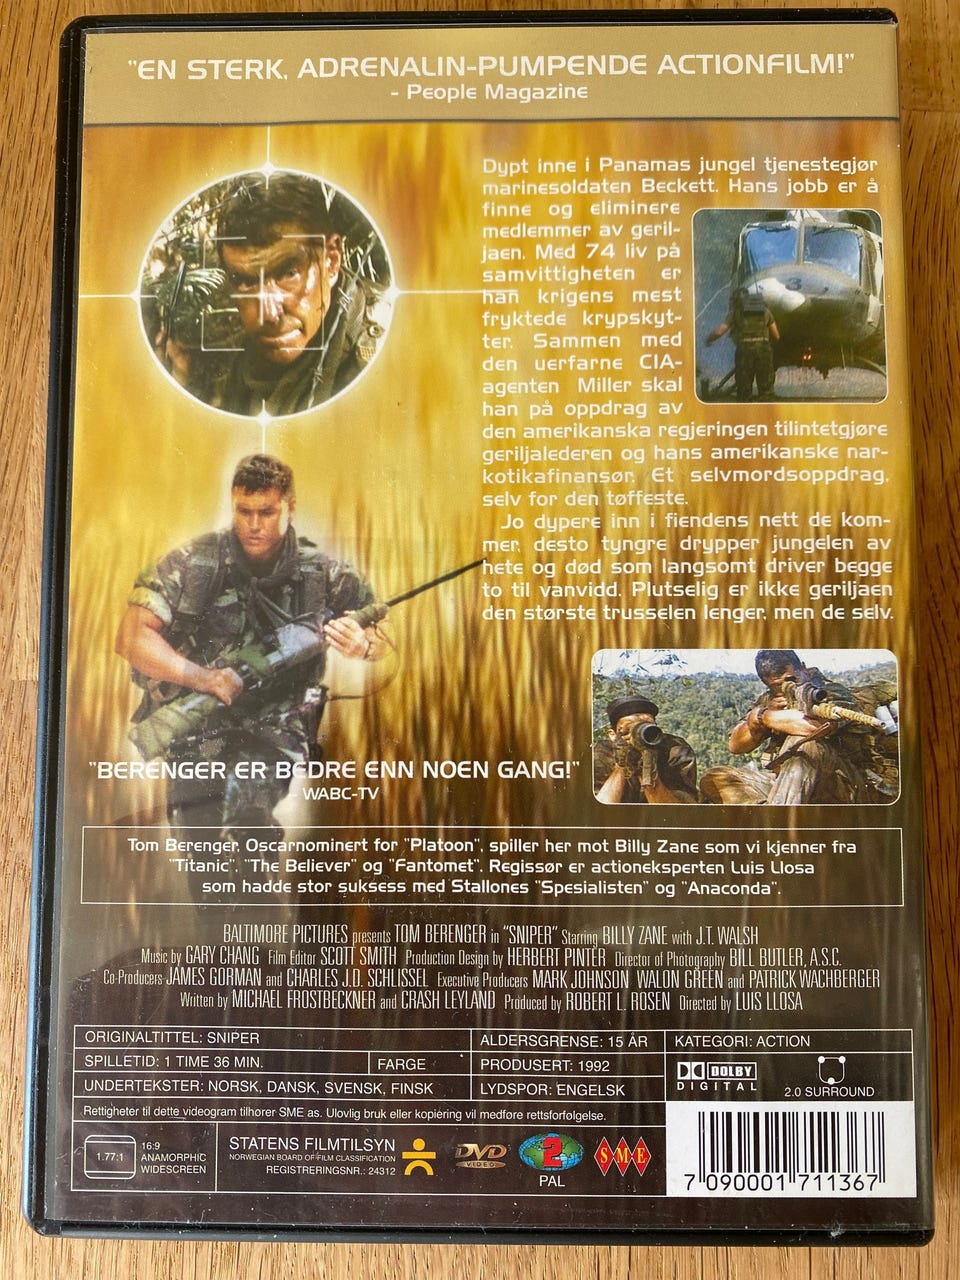 "EN STERK, ADRENALIN-PUMPENDE ACTIONFILM!"
- People Magazine
Dypt inne i Panamas jungel tjenestegjør
marinesoldaten Beckett. Hans jobb er å
finne og eliminere
medlemmer av geril-
jaen. Med 74 liv på
samvittigheten er
han krigens mest
fryktede krypskyt-
ter. Sammen med
den uerfarne CIA-
agenten Miller skal
han på oppdrag av
den amerikanska regjeringen tilintetgjøre
geriljalederen og hans amerikanske nar-
kotikafinansør. Et selvmordsoppdrag,
selv for den tøffeste.
Jo dypere inn i fiendens nett de kom-
mer, desto tyngre drypper jungelen av
hete og død som langsomt driver begge
to til vanvidd. Plutselig er ikke geriljaen
den største trusselen lenger, men de selv.
"BERENGER ER BEDRE ENN NOEN GANG!"
- WABC-TV
Tom Berenger, Oscarnominert for "Platoon", spiller her mot Billy Zane som vi kjenner fra
"Titanic", "The Believer" og "Fantomet". Regissør er actioneksperten Luis Llosa
som hadde stor suksess med Stallones "Spesialisten" og "Anaconda".
BALTIMORE PICTURES presents TOM BERENGER in "SNIPER" Starring BILLY ZANE with J.T. WALSH
Music by GARY CHANG Film Editor SCOTT SMITH Production Design by HERBERT PINTER Director of Photography BILL BUTLER, A.S.C.
Co-Producers JAMES GORMAN and CHARLES J.D. SCHLISSEL Executive Producers MARK JOHNSON WALON GREEN and PATRICK WACHBERGER
Written by MICHAEL FROSTBECKNER and CRASH LEYLAND Produced by ROBERT L. ROSEN Directed by LUIS LLOSA
ORIGINALTITTEL: SNIPER
ALDERSGRENSE: 15 ÅR
KATEGORI: ACTION
SPILLETID: 1 TIME 36 MIN.
FARGE
PRODUSERT: 1992
UNDERTEKSTER: NORSK, DANSK, SVENSK, FINSK
LYDSPOR: ENGELSK
DOLBY
DIGITAL
2.0 SURROUND
Rettigheter til dette videogram tilhører SME as. Ulovlig bruk eller kopiering vil medføre rettsforfølgelse.
1.77:1
16:9
ANAMORPHIC
WIDESCREEN
STATENS FILMTILSYN
NORWEGIAN BOARD OF FILM CLASSIFICATION
REGISTRERINGSNR.: 24312
DVD
VIDEO
2
PAL
SME
7 090001 711367